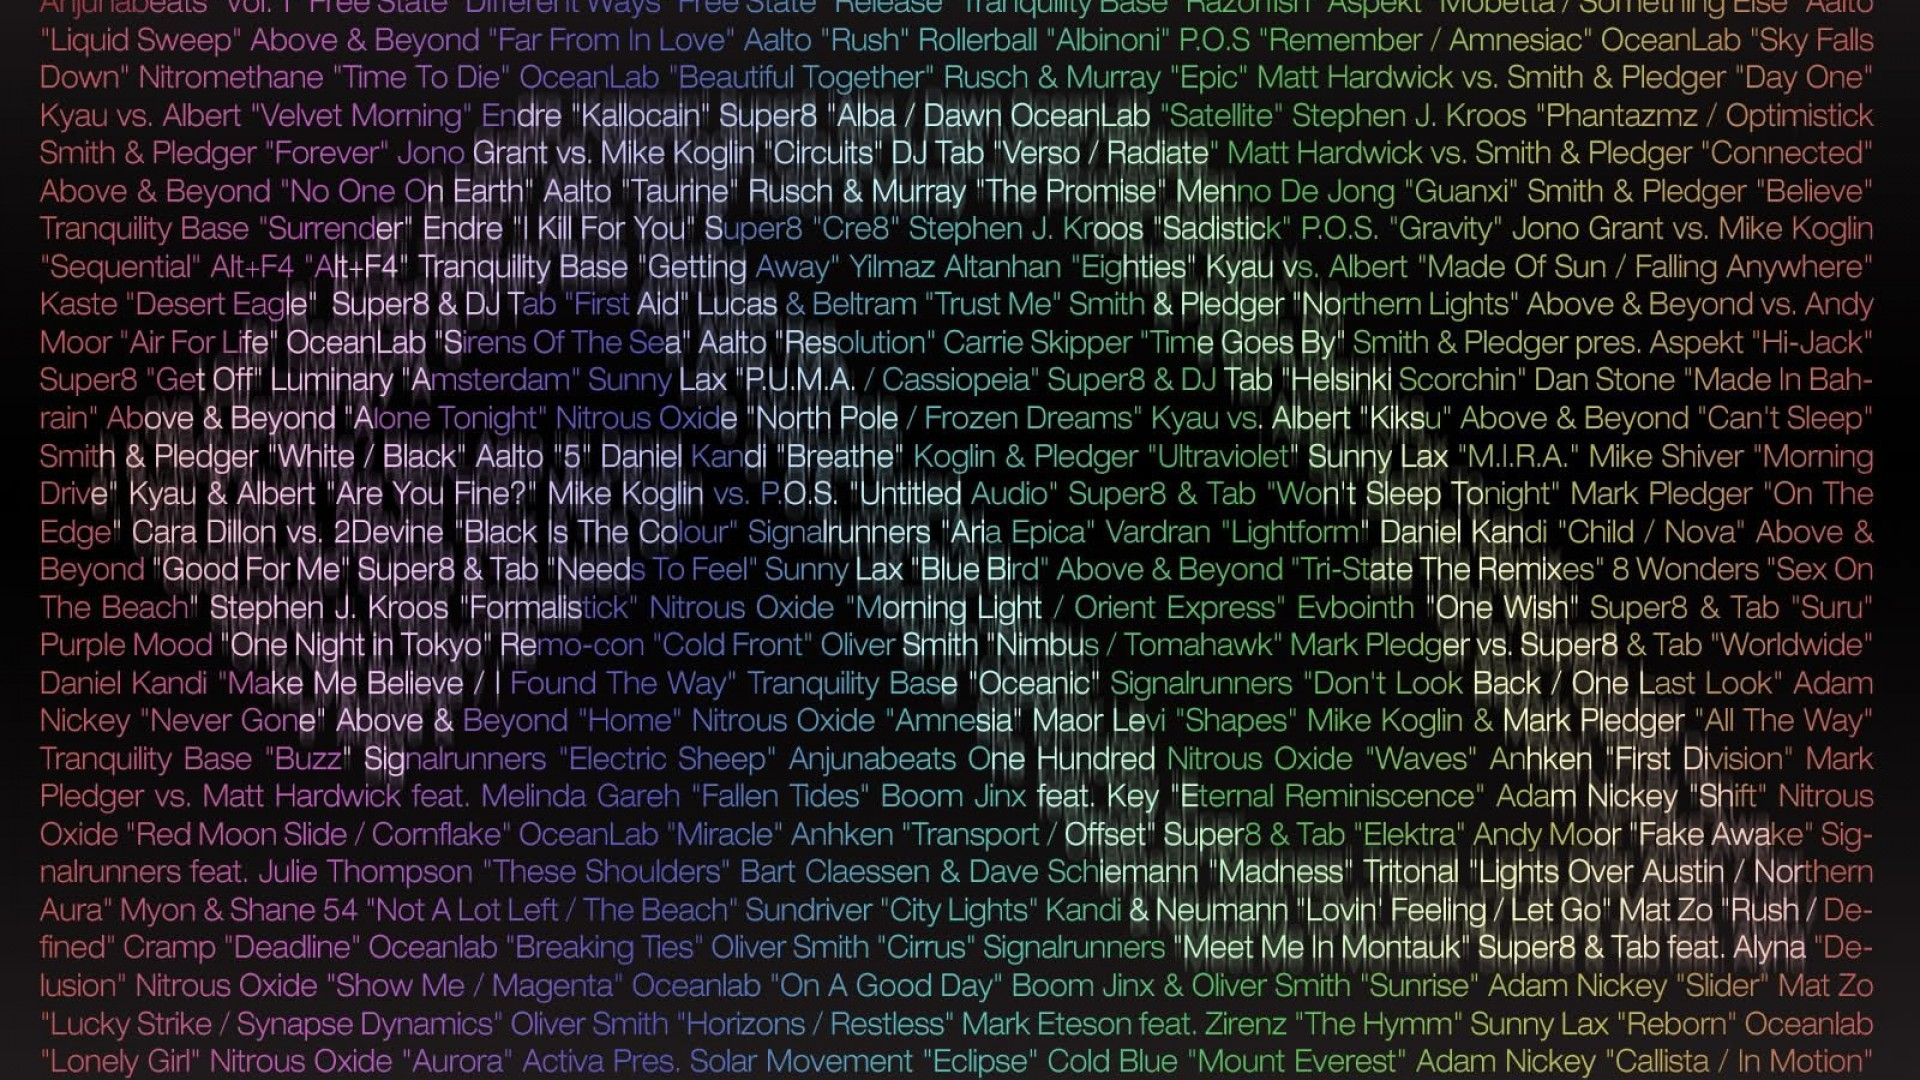 Anjunabeats "Vol. 1" Free State "Different Ways" Free State "Release" Tranquility Base "Razorfish" Aspekt "Mobetta / Something Else" Aalto
"Liquid Sweep" Above & Beyond "Far From In Love" Aalto "Rush" Rollerball "Albinoni" P.O.S "Remember / Amnesiac" OceanLab "Sky Falls
Down" Nitromethane "Time To Die" OceanLab "Beautiful Together" Rusch & Murray "Epic" Matt Hardwick vs. Smith & Pledger "Day One"
Kyau vs. Albert "Velvet Morning" Endre "Kallocain" Super8 "Alba / Dawn OceanLab "Satellite" Stephen J. Kroos "Phantazmz / Optimistick
Smith & Pledger "Forever" Jono Grant vs. Mike Koglin "Circuits" DJ Tab "Verso / Radiate" Matt Hardwick vs. Smith & Pledger "Connected"
Above & Beyond "No One On Earth" Aalto "Taurine" Rusch & Murray "The Promise" Menno De Jong "Guanxi" Smith & Pledger "Believe"
Tranquility Base "Surrender" Endre "I Kill For You" Super8 "Cre8" Stephen J. Kroos "Sadistick" P.O.S. "Gravity" Jono Grant vs. Mike Koglin
"Sequential" Alt+F4 "Alt+F4" Tranquility Base "Getting Away" Yilmaz Altanhan "Eighties" Kyau vs. Albert "Made Of Sun / Falling Anywhere"
Kaste "Desert Eagle" Super8 & DJ Tab "First Aid" Lucas & Beltram "Trust Me" Smith & Pledger "Northern Lights" Above & Beyond vs. Andy
Moor "Air For Life" OceanLab "Sirens Of The Sea" Aalto "Resolution" Carrie Skipper "Time Goes By" Smith & Pledger pres. Aspekt "Hi-Jack"
Super8 "Get Off" Luminary "Amsterdam" Sunny Lax "P.U.M.A. / Cassiopeia" Super8 & DJ Tab "Helsinki Scorchin" Dan Stone "Made In Bah-
rain" Above & Beyond "Alone Tonight" Nitrous Oxide "North Pole / Frozen Dreams" Kyau vs. Albert "Kiksu" Above & Beyond "Can't Sleep"
Smith & Pledger "White / Black" Aalto "5" Daniel Kandi "Breathe" Koglin & Pledger "Ultraviolet" Sunny Lax "M.I.R.A." Mike Shiver "Morning
Drive" Kyau & Albert "Are You Fine?" Mike Koglin vs. P.O.S. "Untitled Audio" Super8 & Tab "Won't Sleep Tonight" Mark Pledger "On The
Edge" Cara Dillon vs. 2Devine "Black Is The Colour" Signalrunners "Aria Epica" Vardran "Lightform" Daniel Kandi "Child / Nova" Above &
Beyond "Good For Me" Super8 & Tab "Needs To Feel" Sunny Lax "Blue Bird" Above & Beyond "Tri-State The Remixes" 8 Wonders "Sex On
The Beach" Stephen J. Kroos "Formalistick" Nitrous Oxide "Morning Light / Orient Express" Evbointh "One Wish" Super8 & Tab "Suru"
Purple Mood "One Night in Tokyo" Remo-con "Cold Front" Oliver Smith "Nimbus / Tomahawk" Mark Pledger vs. Super8 & Tab "Worldwide"
Daniel Kandi "Make Me Believe / I Found The Way" Tranquility Base "Oceanic" Signalrunners "Don't Look Back / One Last Look" Adam
Nickey "Never Gone" Above & Beyond "Home" Nitrous Oxide "Amnesia" Maor Levi "Shapes" Mike Koglin & Mark Pledger "All The Way"
Tranquility Base "Buzz" Signalrunners "Electric Sheep" Anjunabeats One Hundred Nitrous Oxide "Waves" Anhken "First Division" Mark
Pledger vs. Matt Hardwick feat. Melinda Gareh "Fallen Tides" Boom Jinx feat. Key "Eternal Reminiscence" Adam Nickey "Shift" Nitrous
Oxide "Red Moon Slide / Cornflake" OceanLab "Miracle" Anhken "Transport / Offset" Super8 & Tab "Elektra" Andy Moor "Fake Awake" Sig-
nalrunners feat. Julie Thompson "These Shoulders" Bart Claessen & Dave Schiemann "Madness" Tritonal "Lights Over Austin / Northern
Aura" Myon & Shane 54 "Not A Lot Left / The Beach" Sundriver "City Lights" Kandi & Neumann "Lovin' Feeling / Let Go" Mat Zo "Rush / De-
fined" Cramp "Deadline" Oceanlab "Breaking Ties" Oliver Smith "Cirrus" Signalrunners "Meet Me In Montauk" Super8 & Tab feat. Alyna "De-
lusion" Nitrous Oxide "Show Me / Magenta" Oceanlab "On A Good Day" Boom Jinx & Oliver Smith "Sunrise" Adam Nickey "Slider" Mat Zo
"Lucky Strike / Synapse Dynamics" Oliver Smith "Horizons / Restless" Mark Eteson feat. Zirenz "The Hymm" Sunny Lax "Reborn" Oceanlab
"Lonely Girl" Nitrous Oxide "Aurora" Activa Pres. Solar Movement "Eclipse" Cold Blue "Mount Everest" Adam Nickey "Callista / In Motion"